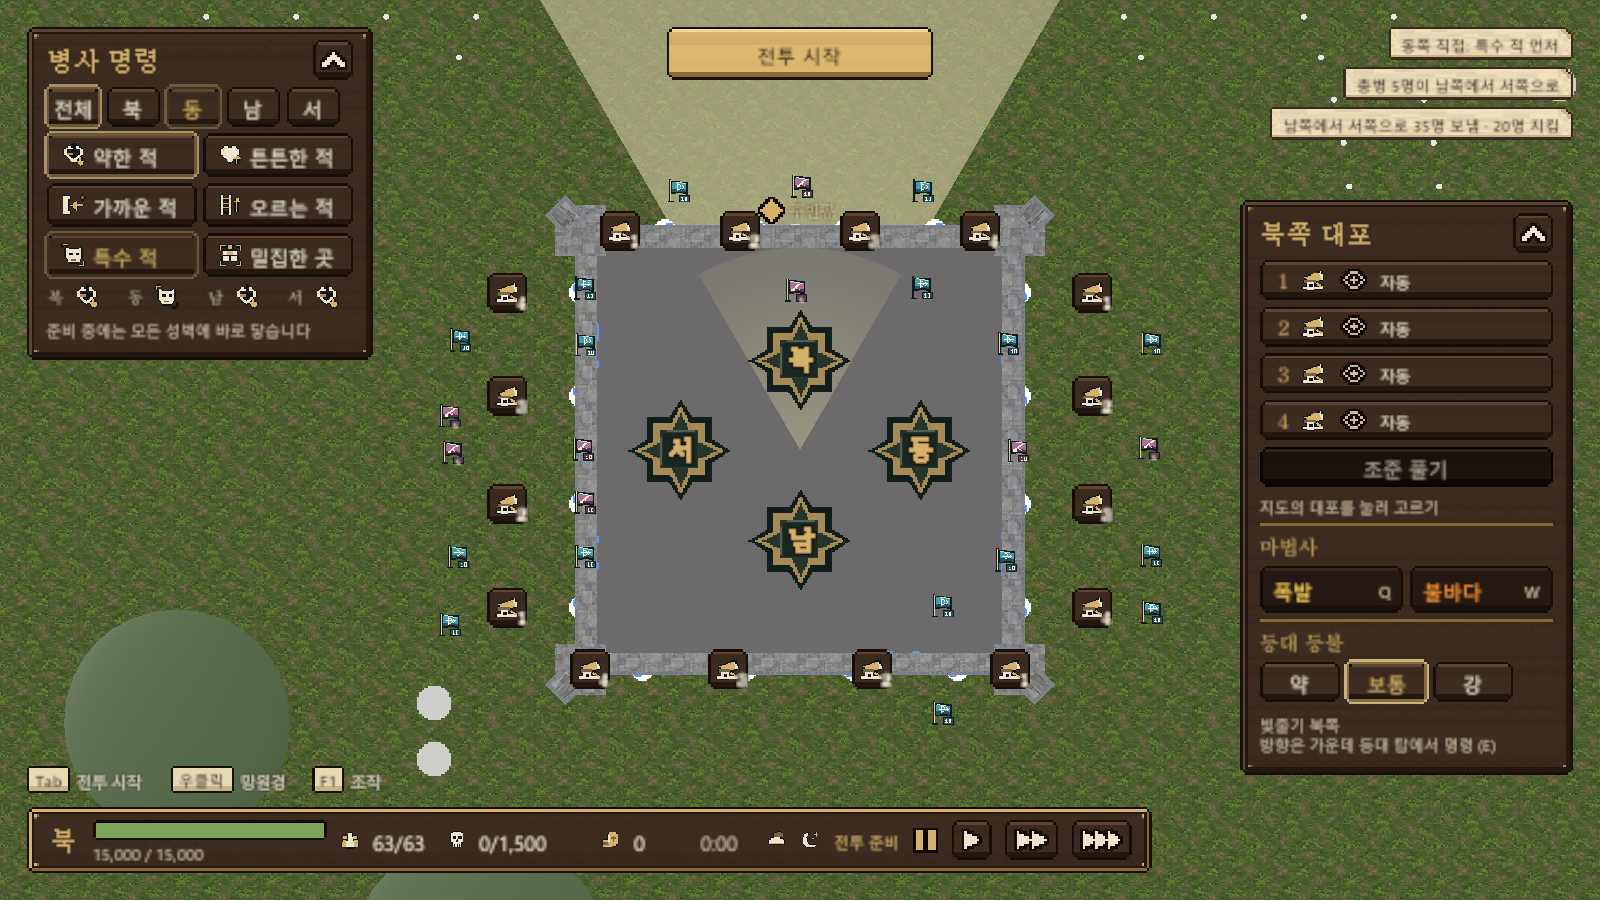 병사 명령
전체 북 동 남 서
약한 적 튼튼한 적
가까운 적 오르는 적
특수 적 밀집한 곳
북 동 남 서
준비 중에는 모든 성벽에 바로 닿습니다
전투 시작
동쪽 직접: 특수 적 먼저
총병 5명이 남쪽에서 서쪽으로
남쪽에서 서쪽으로 35명 보냄 - 20명 지킴
북
서
동
남
북쪽 대포
1 자동
2 자동
3 자동
4 자동
조준 풀기
지도의 대포를 눌러 고르기
마법사
폭발 Q 불바다 W
등대 등불
약 보통 강
빛줄기 북쪽
방향은 가운데 등대 탑에서 명령 (E)
Tab 전투 시작 우클릭 망원경 F1 조작
북
15,000 / 15,000
63/63 0/1,500 0 0:00 전투 준비